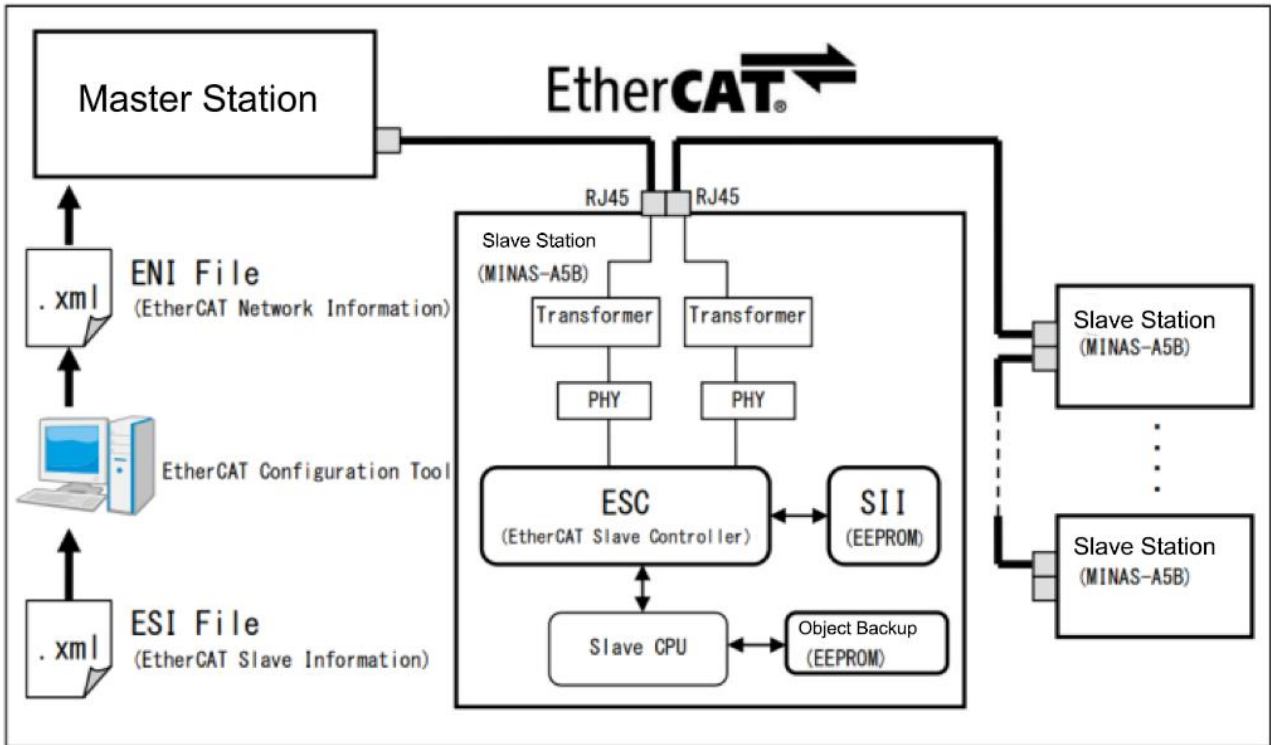 Master Station
EtherCAT®
RJ45
RJ45
.xml
ENI File
(EtherCAT Network Information)
EtherCAT Configuration Tool
.xml
ESI File
(EtherCAT Slave Information)
Slave Station
(MINAS-A5B)
Transformer
Transformer
PHY
PHY
ESC
(EtherCAT Slave Controller)
SII
(EEPROM)
Slave CPU
Object Backup
(EEPROM)
Slave Station
(MINAS-A5B)
Slave Station
(MINAS-A5B)